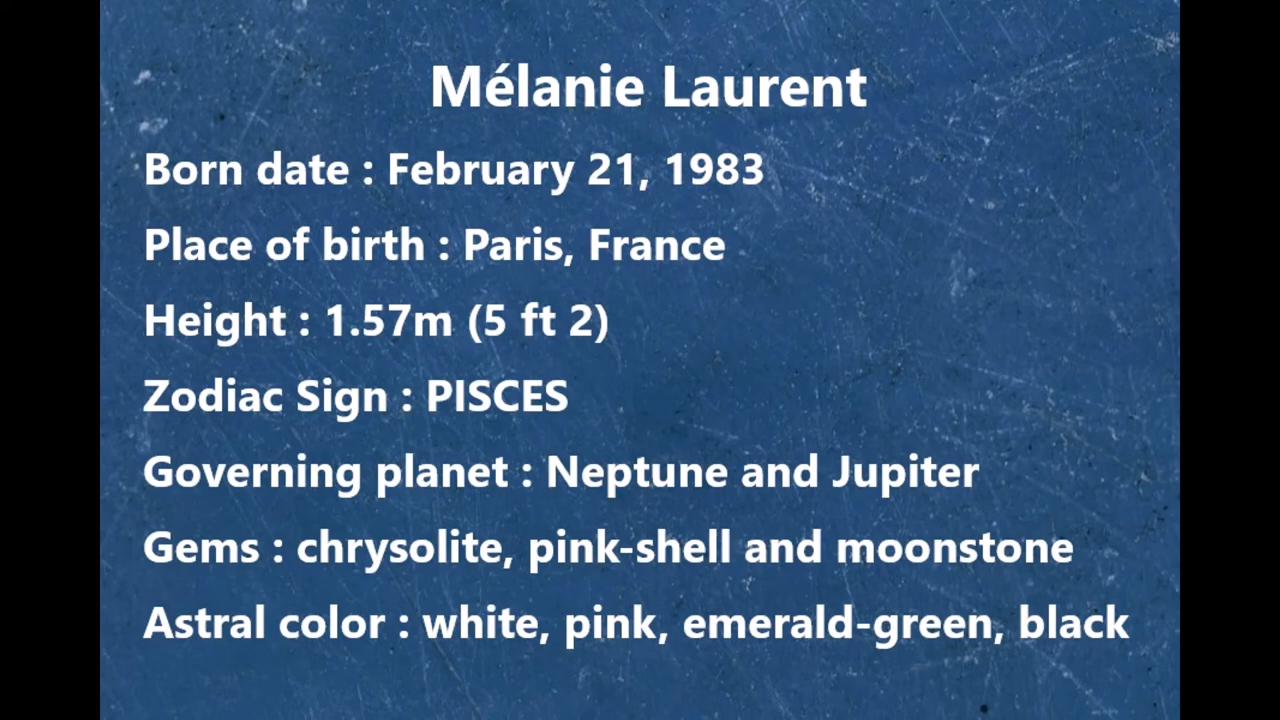 Mélanie Laurent
Born date : February 21, 1983
Place of birth : Paris, France
Height : 1.57m (5 ft 2)
Zodiac Sign : PISCES
Governing planet : Neptune and Jupiter
Gems : chrysolite, pink-shell and moonstone
Astral color : white, pink, emerald-green, black